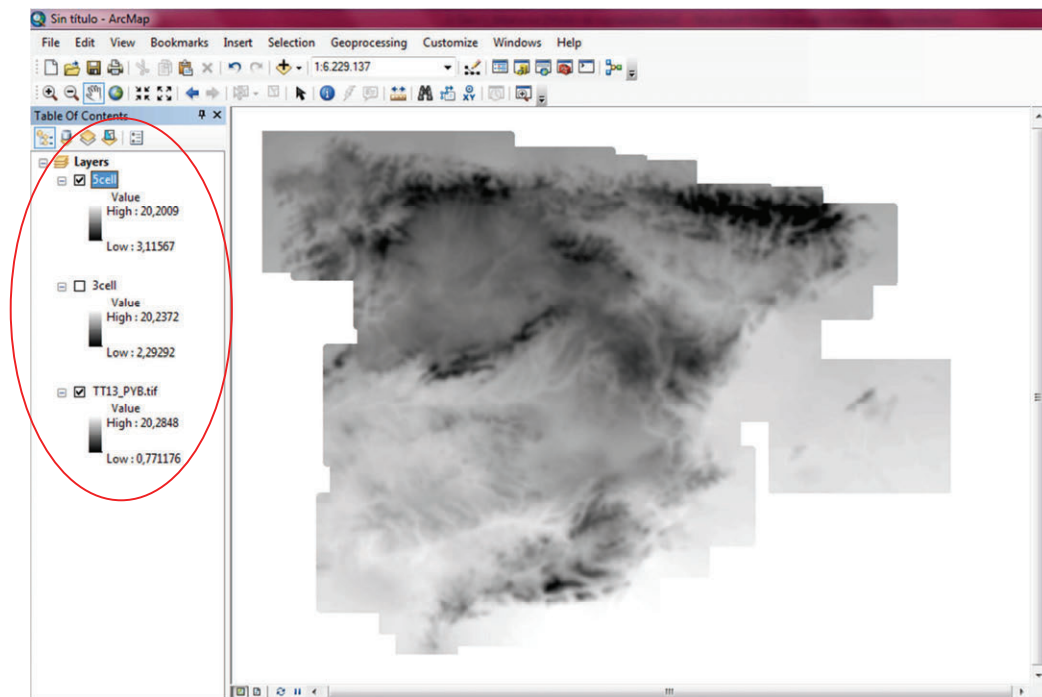 Sin título - ArcMap
File Edit View Bookmarks Insert Selection Geoprocessing Customize Windows Help
1:6.229.137
Table Of Contents
Layers
5cell
Value
High : 20,2009
Low : 3,11567
3cell
Value
High : 20,2372
Low : 2,29292
TT13_PYB.tif
Value
High : 20,2848
Low : 0,771176